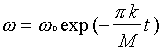 ω = ω₀ exp(−πk/M t)